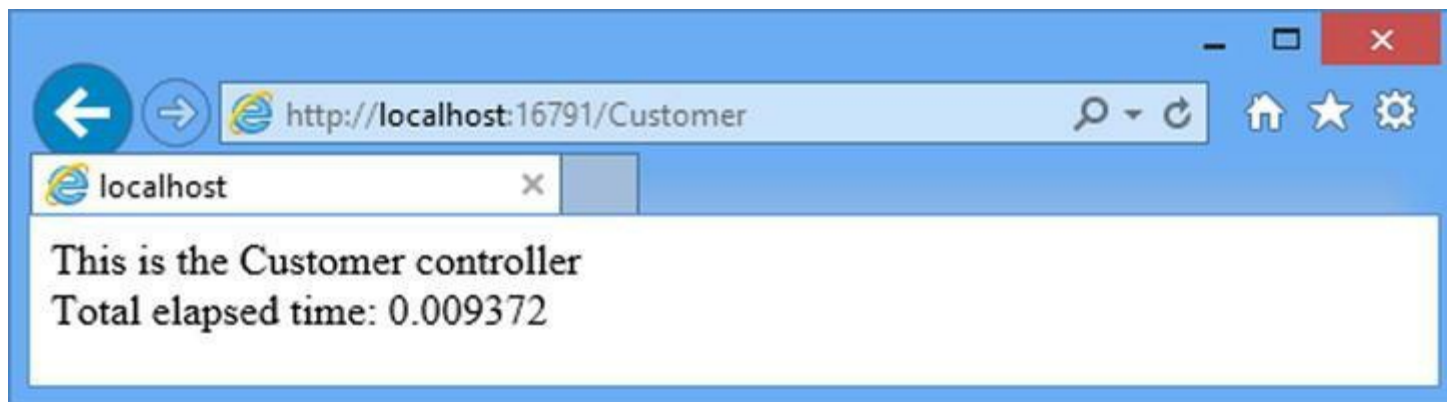 http://localhost:16791/Customer
localhost
This is the Customer controller
Total elapsed time: 0.009372